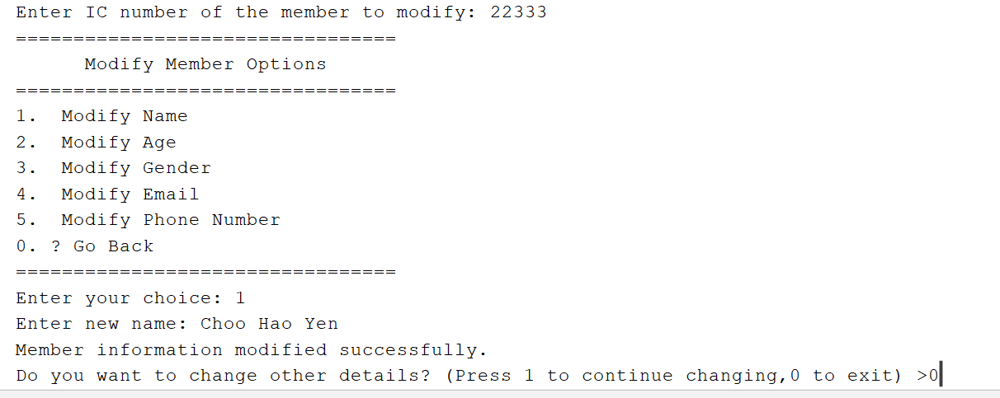 Enter IC number of the member to modify: 22333
=================================
      Modify Member Options
=================================
1.  Modify Name
2.  Modify Age
3.  Modify Gender
4.  Modify Email
5.  Modify Phone Number
0. ? Go Back
=================================
Enter your choice: 1
Enter new name: Choo Hao Yen
Member information modified successfully.
Do you want to change other details? (Press 1 to continue changing,0 to exit) >0